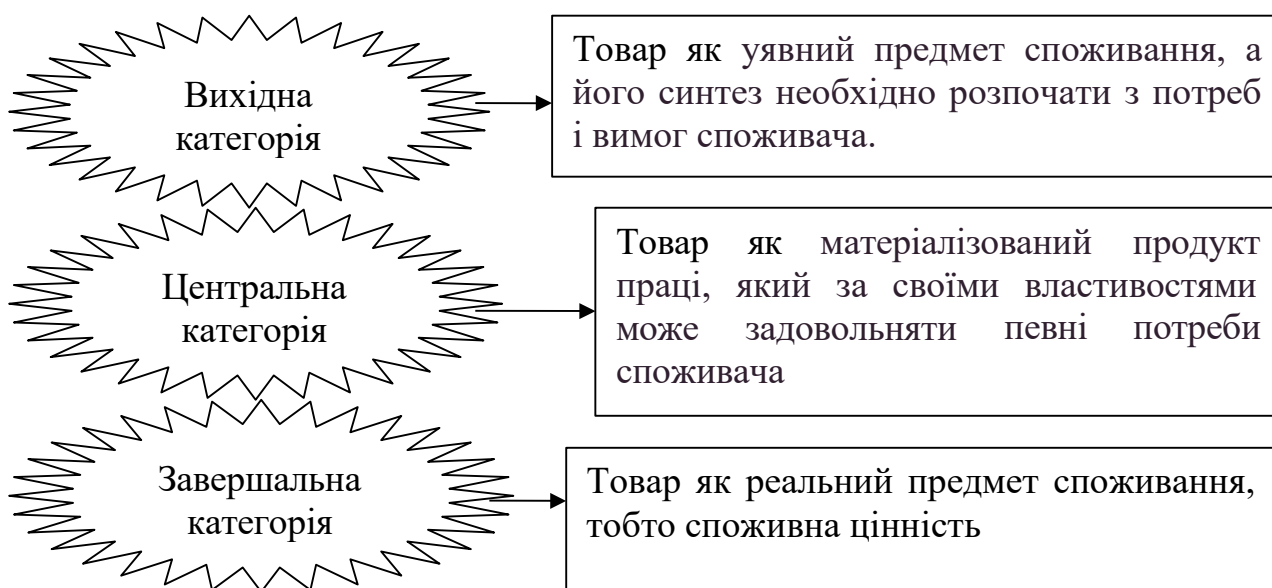 Вихідна
категорія
Товар як уявний предмет споживання, а
його синтез необхідно розпочати з потреб
і вимог споживача.
Центральна
категорія
Товар як матеріалізований продукт
праці, який за своїми властивостями
може задовольняти певні потреби
споживача
Завершальна
категорія
Товар як реальний предмет споживання,
тобто споживна цінність